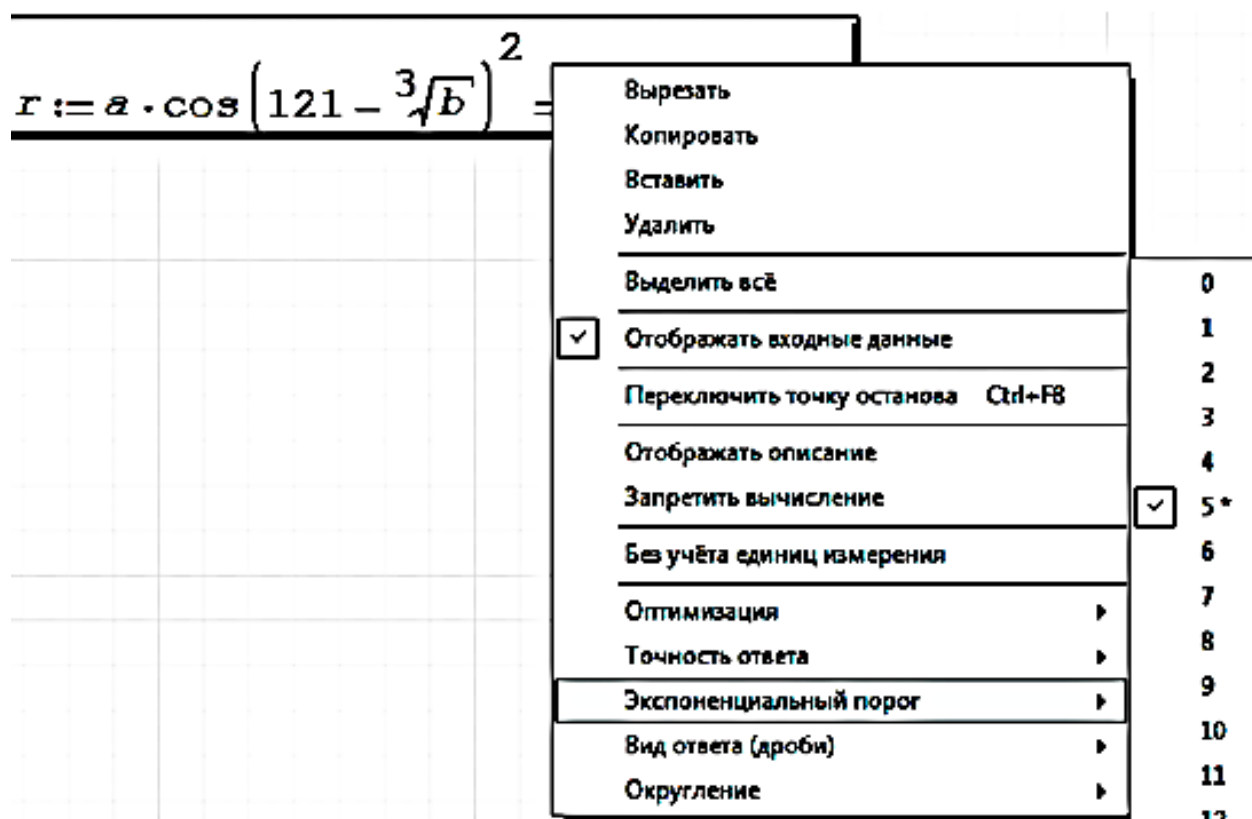 r := a · cos(121 − ∛b)² =
Вырезать
Копировать
Вставить
Удалить
Выделить всё
Отображать входные данные
Переключить точку останова Ctrl+F8
Отображать описание
Запретить вычисление
Без учёта единиц измерения
Оптимизация
Точность ответа
Экспоненциальный порог
Вид ответа (дроби)
Округление
0
1
2
3
4
5 *
6
7
8
9
10
11
12